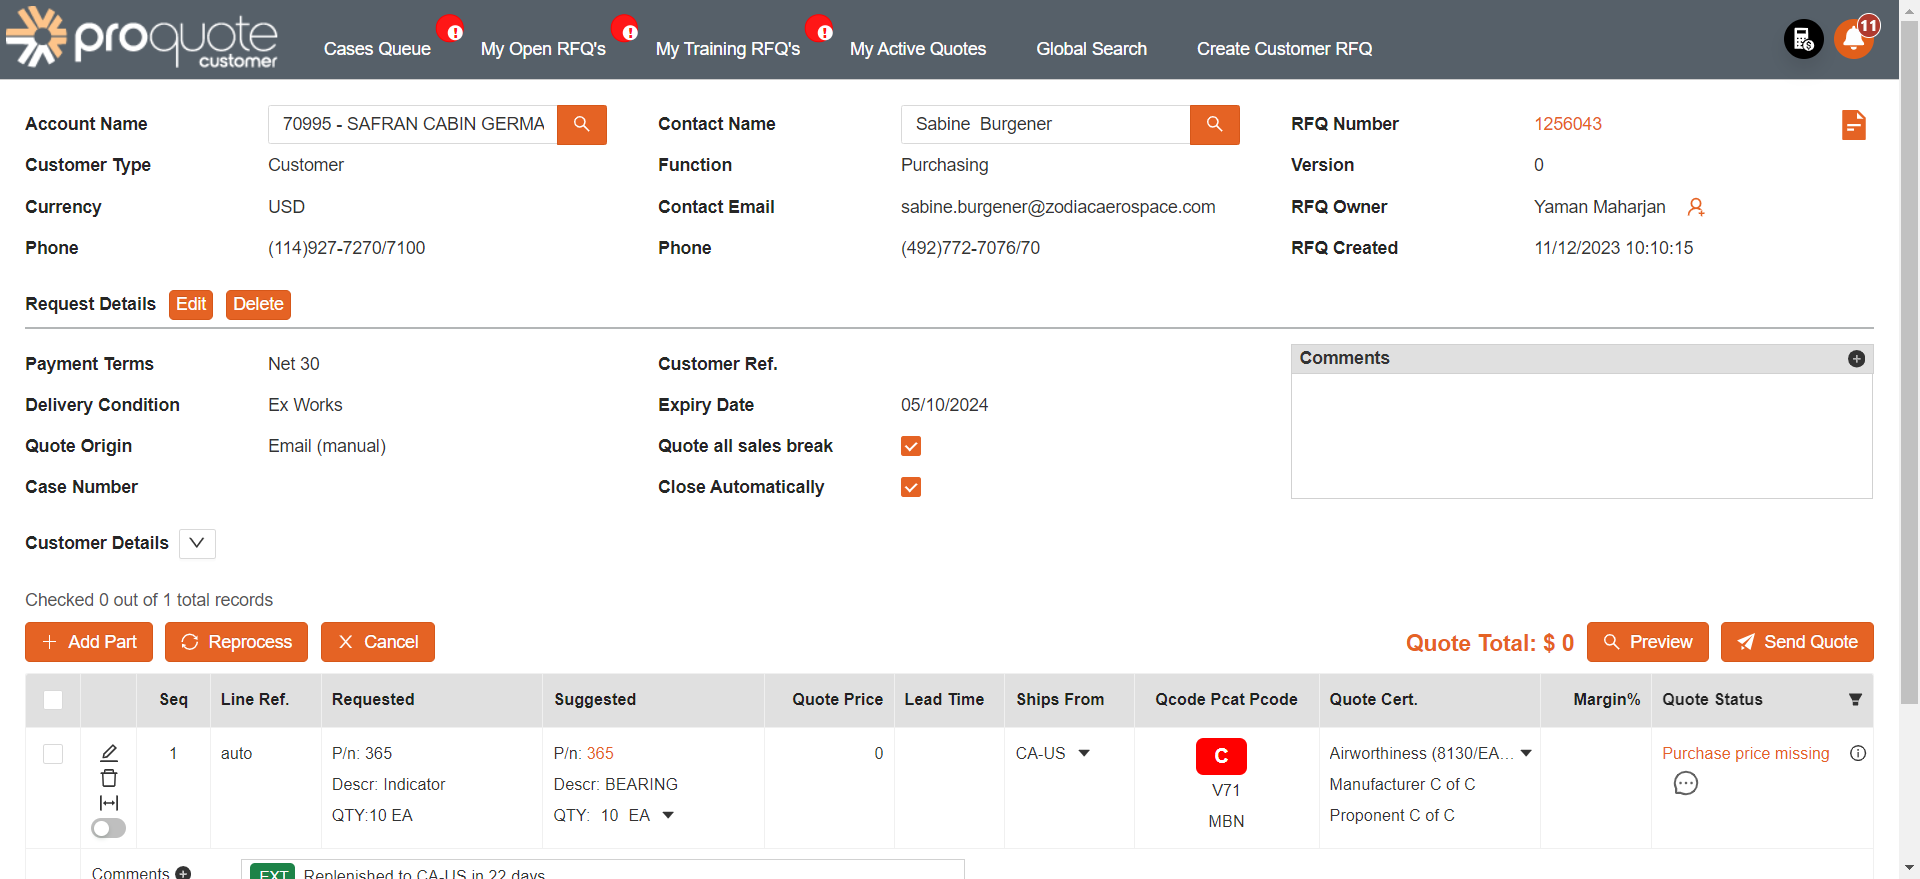 proquote customer
Cases Queue
My Open RFQ's
My Training RFQ's
My Active Quotes
Global Search
Create Customer RFQ
11
Account Name 70995 - SAFRAN CABIN GERMA Contact Name Sabine Burgener RFQ Number 1256043
Customer Type Customer Function Purchasing Version 0
Currency USD Contact Email sabine.burgener@zodiacaerospace.com RFQ Owner Yaman Maharjan
Phone (114)927-7270/7100 Phone (492)772-7076/70 RFQ Created 11/12/2023 10:10:15
Request Details Edit Delete
Payment Terms Net 30 Customer Ref. Comments
Delivery Condition Ex Works Expiry Date 05/10/2024
Quote Origin Email (manual) Quote all sales break
Case Number Close Automatically
Customer Details
Checked 0 out of 1 total records
Add Part Reprocess Cancel Quote Total: $ 0 Preview Send Quote
Seq Line Ref. Requested Suggested Quote Price Lead Time Ships From Qcode Pcat Pcode Quote Cert. Margin% Quote Status
1 auto P/n: 365 P/n: 365 0 CA-US C Airworthiness (8130/EA... Purchase price missing
Descr: Indicator Descr: BEARING V71 Manufacturer C of C
QTY:10 EA QTY: 10 EA MBN Proponent C of C
Comments EXT Replenished to CA-US in 22 days